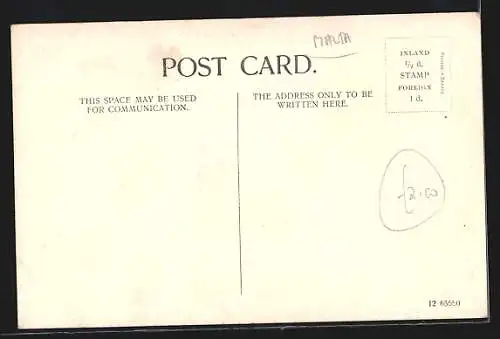 MALTA
POST CARD.
INLAND
½ d.
STAMP
FOREIGN
1 d.
THIS SPACE MAY BE USED
FOR COMMUNICATION.
THE ADDRESS ONLY TO BE
WRITTEN HERE.
£2.00
12 65550